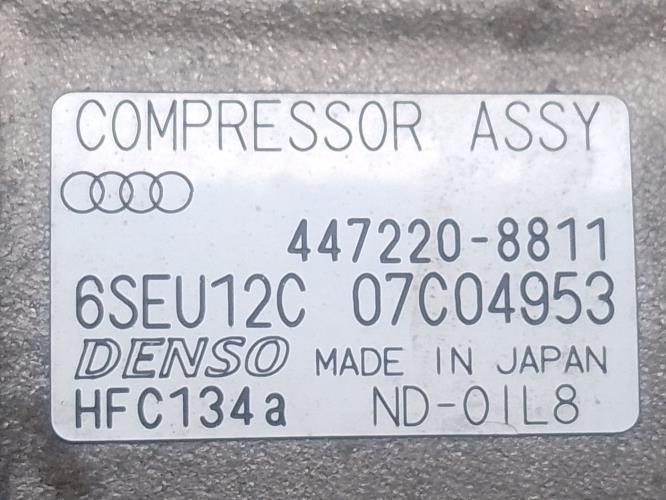 COMPRESSOR ASSY
447220-8811
6SEU12C 07C04953
DENSO MADE IN JAPAN
HFC134a ND-OIL8